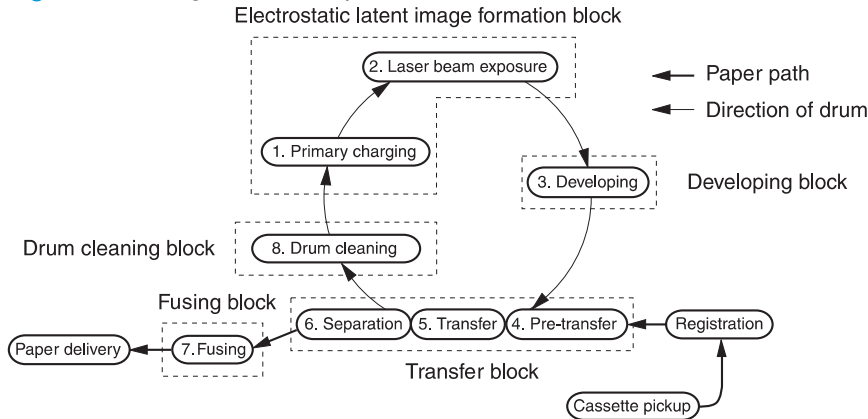 Electrostatic latent image formation block
2. Laser beam exposure
Paper path
Direction of drum
1. Primary charging
3. Developing
Developing block
Drum cleaning block
8. Drum cleaning
Fusing block
6. Separation
5. Transfer
4. Pre-transfer
Registration
Paper delivery
7.Fusing
Transfer block
Cassette pickup